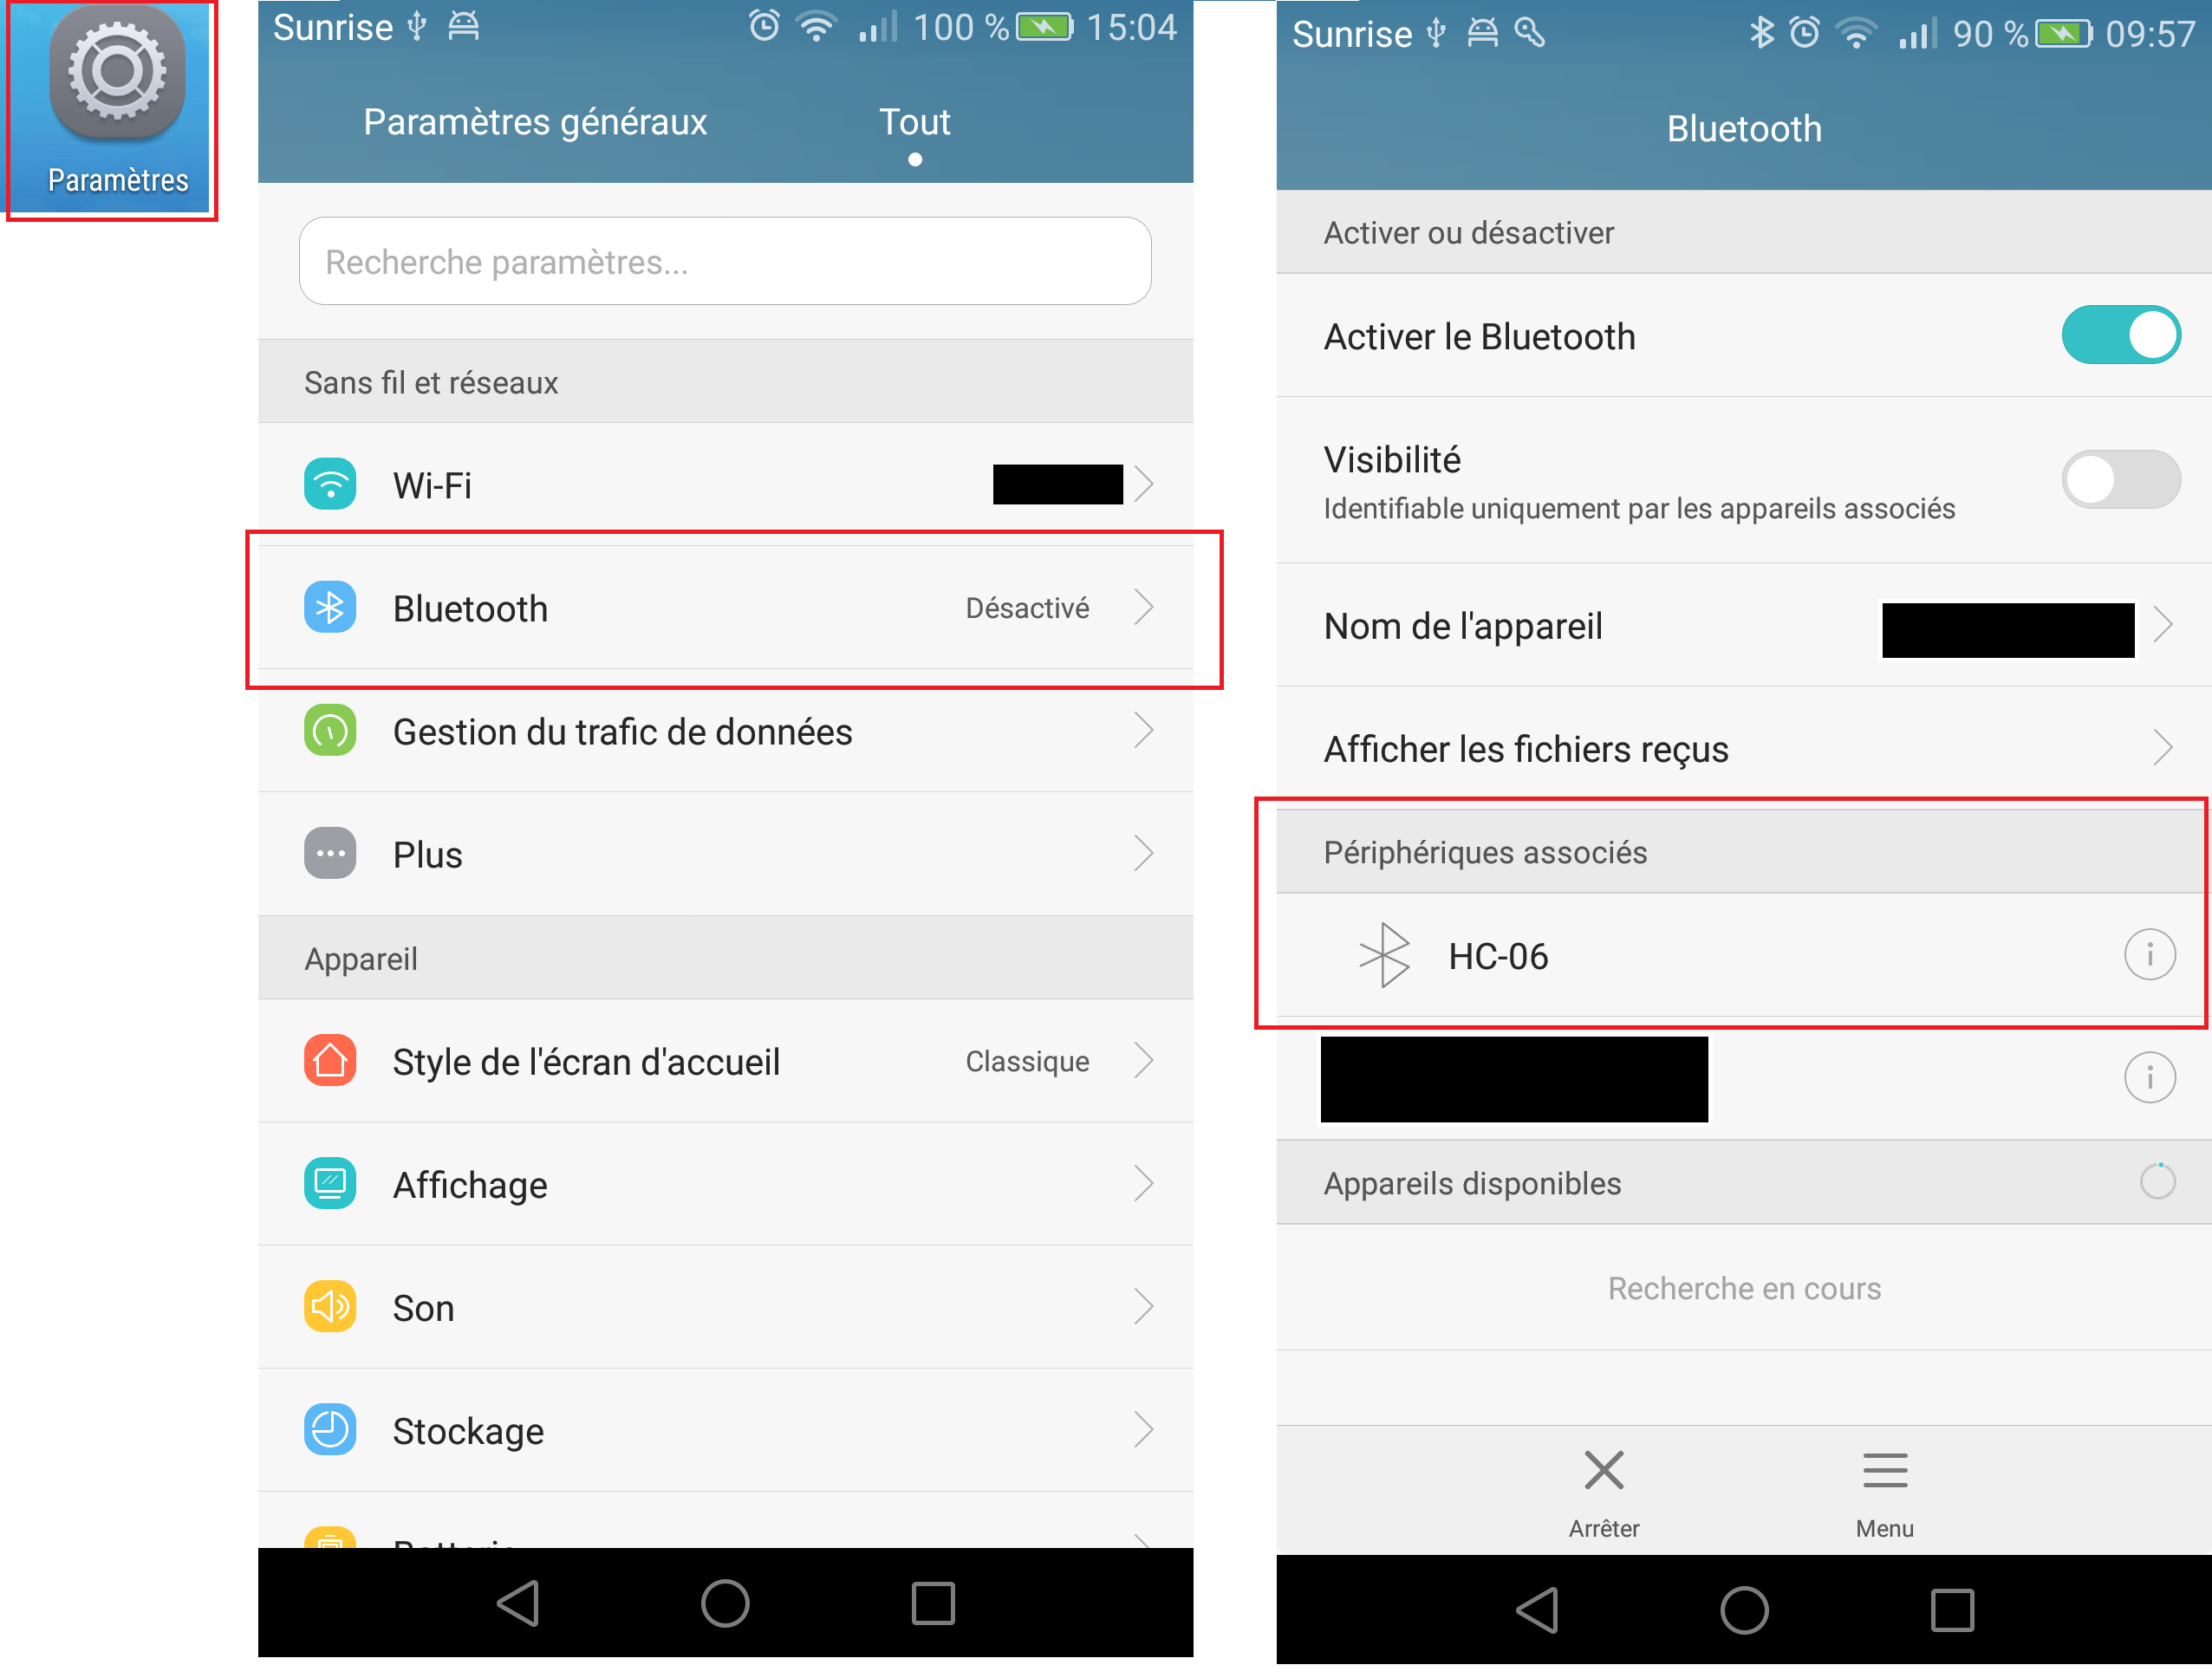 Paramètres
Sunrise 100 % 15:04
Paramètres généraux Tout
Recherche paramètres...
Sans fil et réseaux
Wi-Fi
Bluetooth Désactivé
Gestion du trafic de données
Plus
Appareil
Style de l'écran d'accueil Classique
Affichage
Son
Stockage
Batterie
Sunrise 90 % 09:57
Bluetooth
Activer ou désactiver
Activer le Bluetooth
Visibilité
Identifiable uniquement par les appareils associés
Nom de l'appareil
Afficher les fichiers reçus
Périphériques associés
HC-06
Appareils disponibles
Recherche en cours
Arrêter Menu